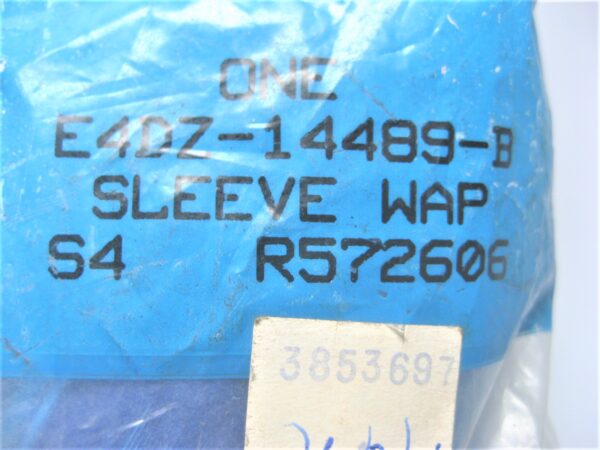 ONE
E4DZ-14489-B
SLEEVE WAP
S4 R572606
3853697